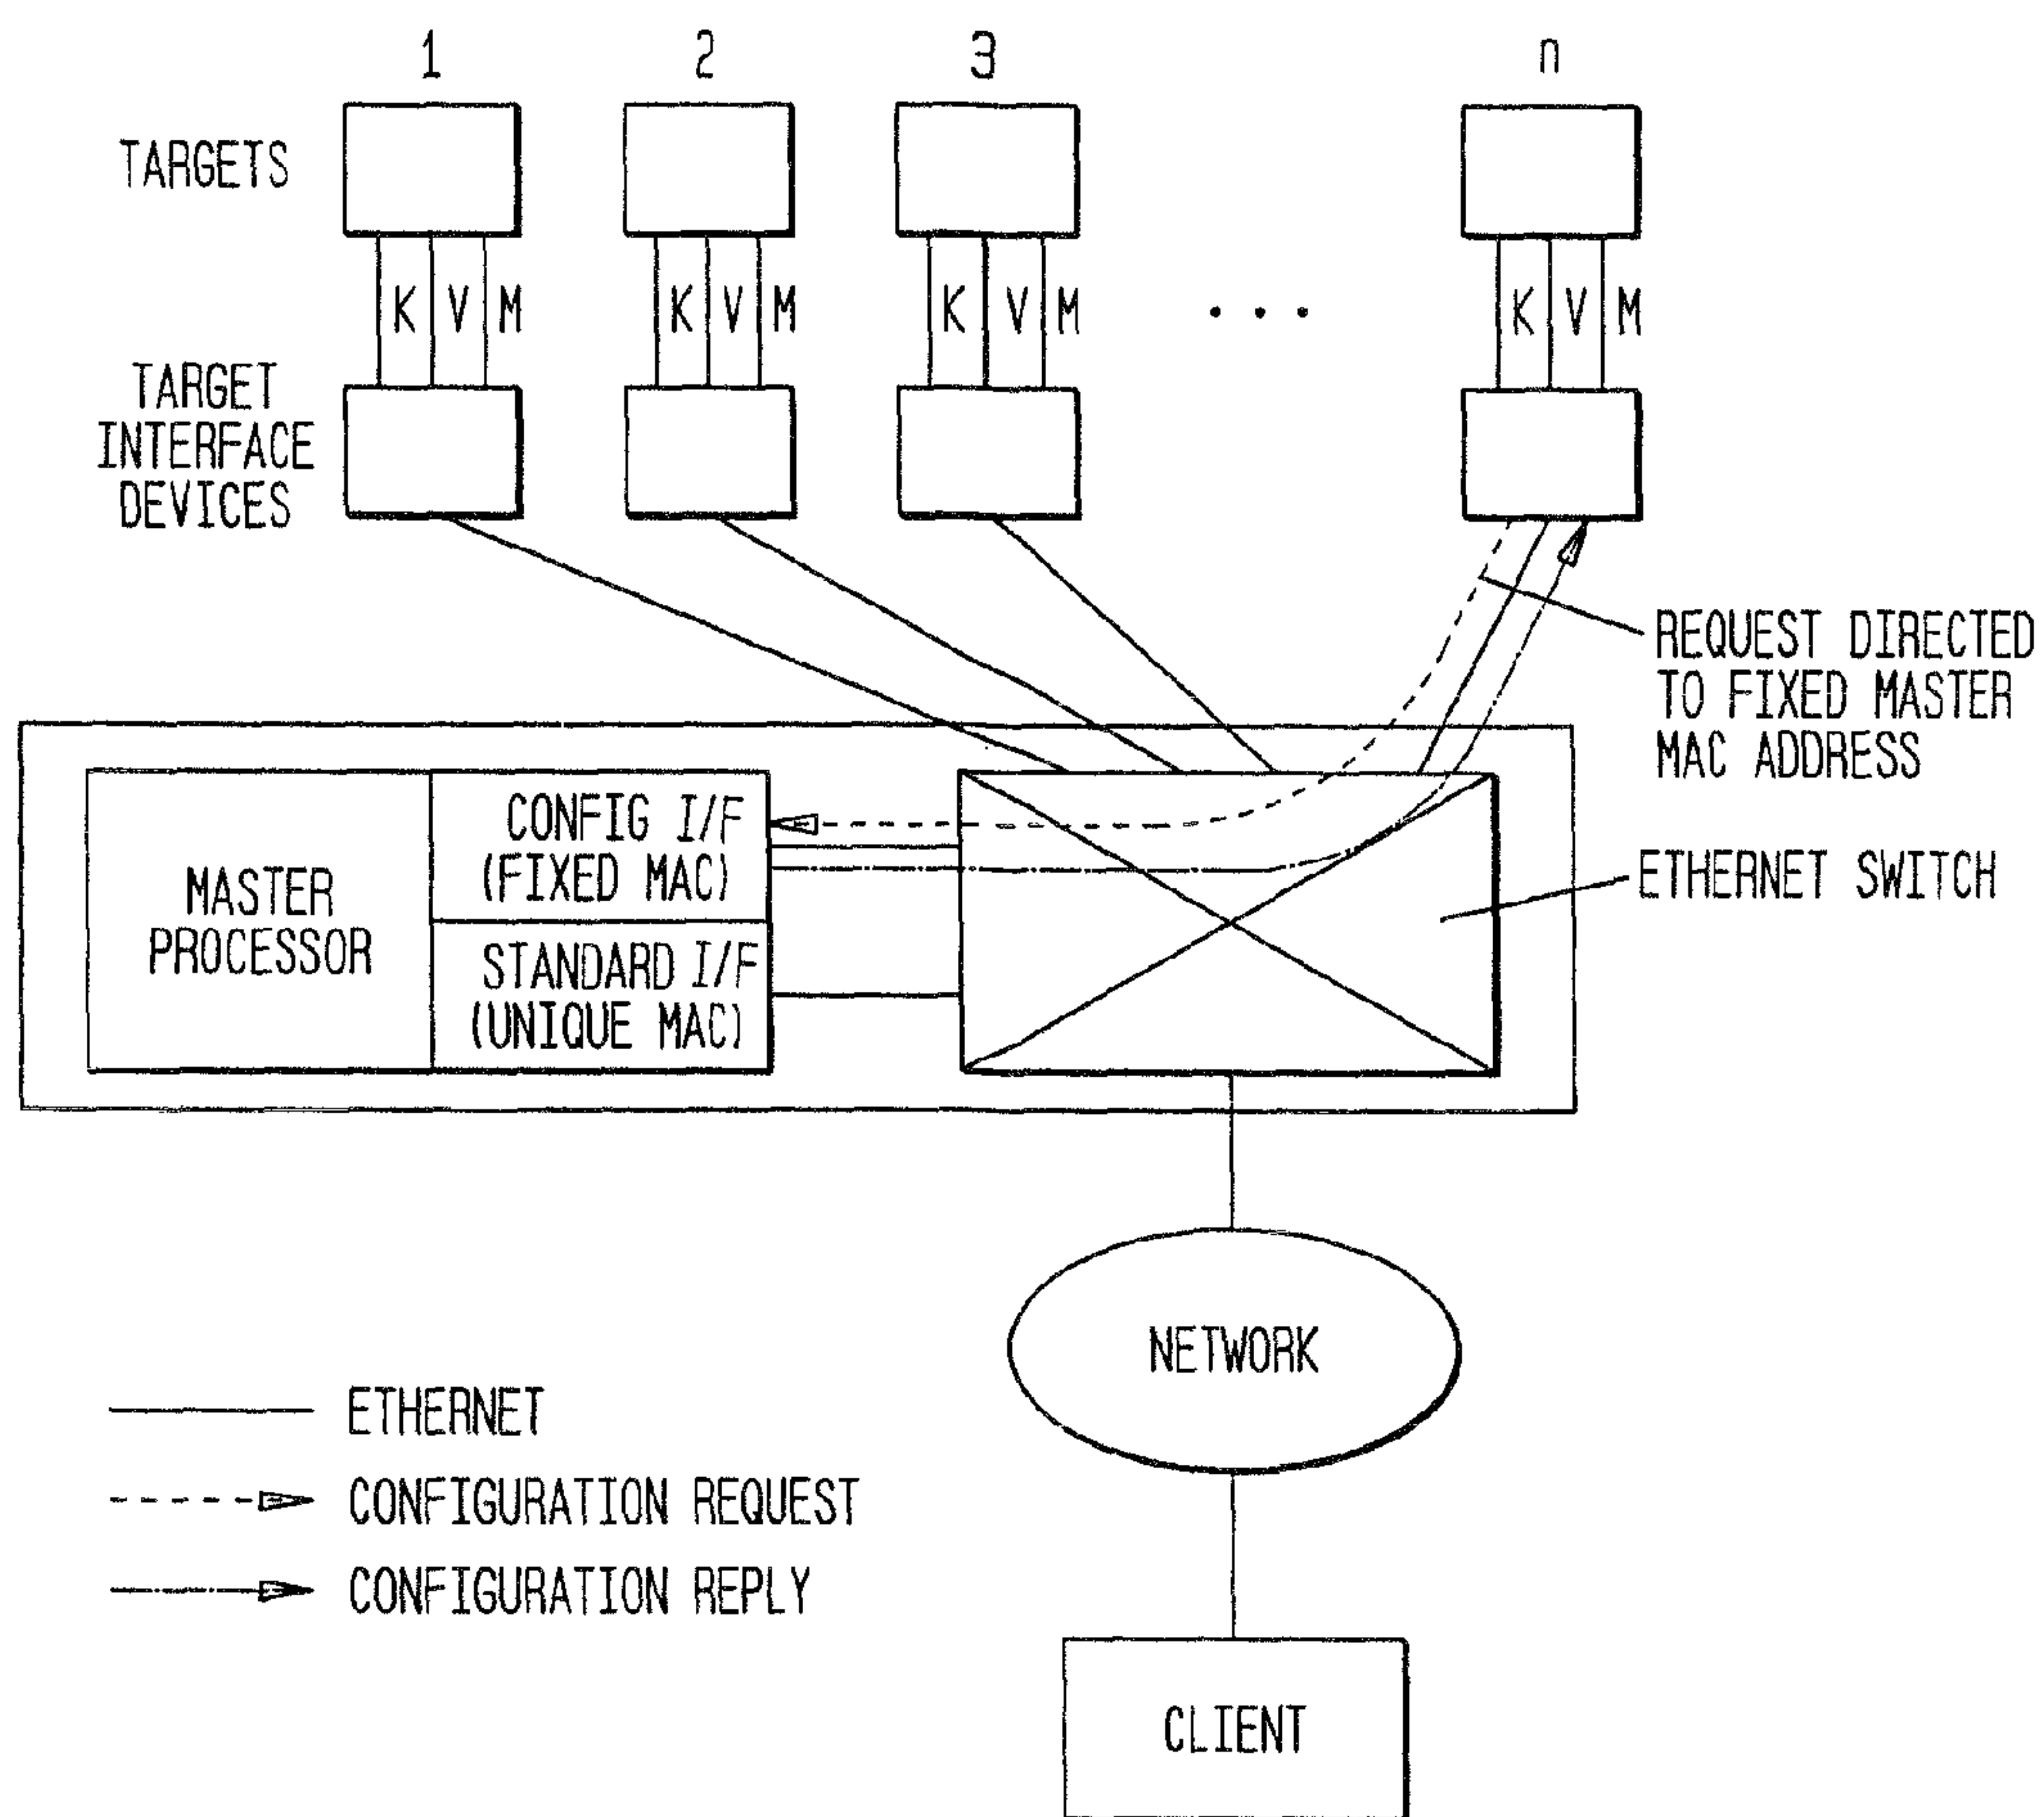 1 2 3 n
TARGETS
K V M K V M K V M . . . K V M
TARGET
INTERFACE
DEVICES
REQUEST DIRECTED
TO FIXED MASTER
MAC ADDRESS
CONFIG I/F
(FIXED MAC)
MASTER
PROCESSOR
STANDARD I/F
(UNIQUE MAC)
ETHERNET SWITCH
NETWORK
ETHERNET
CONFIGURATION REQUEST
CONFIGURATION REPLY
CLIENT